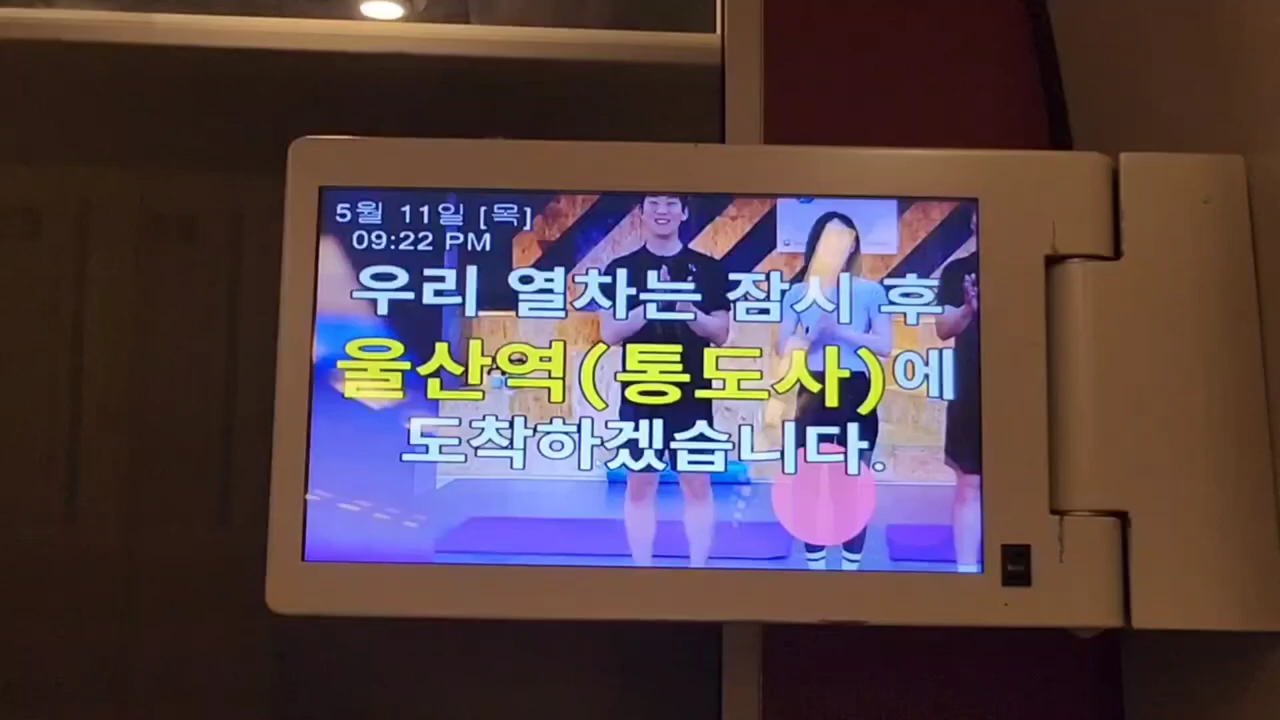 5월 11일 [목]
09:22 PM
우리 열차는 잠시 후
울산역(통도사)에
도착하겠습니다.